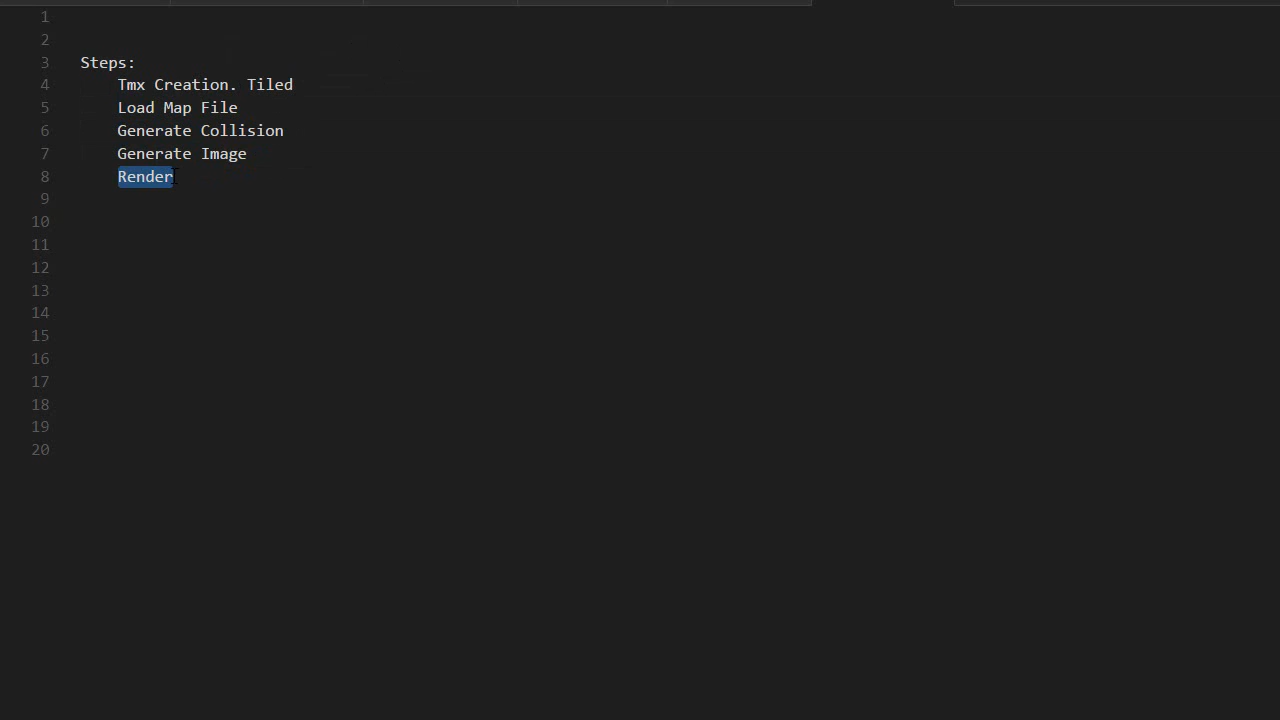 1
2
3 Steps:
4 Tmx Creation. Tiled
5 Load Map File
6 Generate Collision
7 Generate Image
8 Render
9
10
11
12
13
14
15
16
17
18
19
20